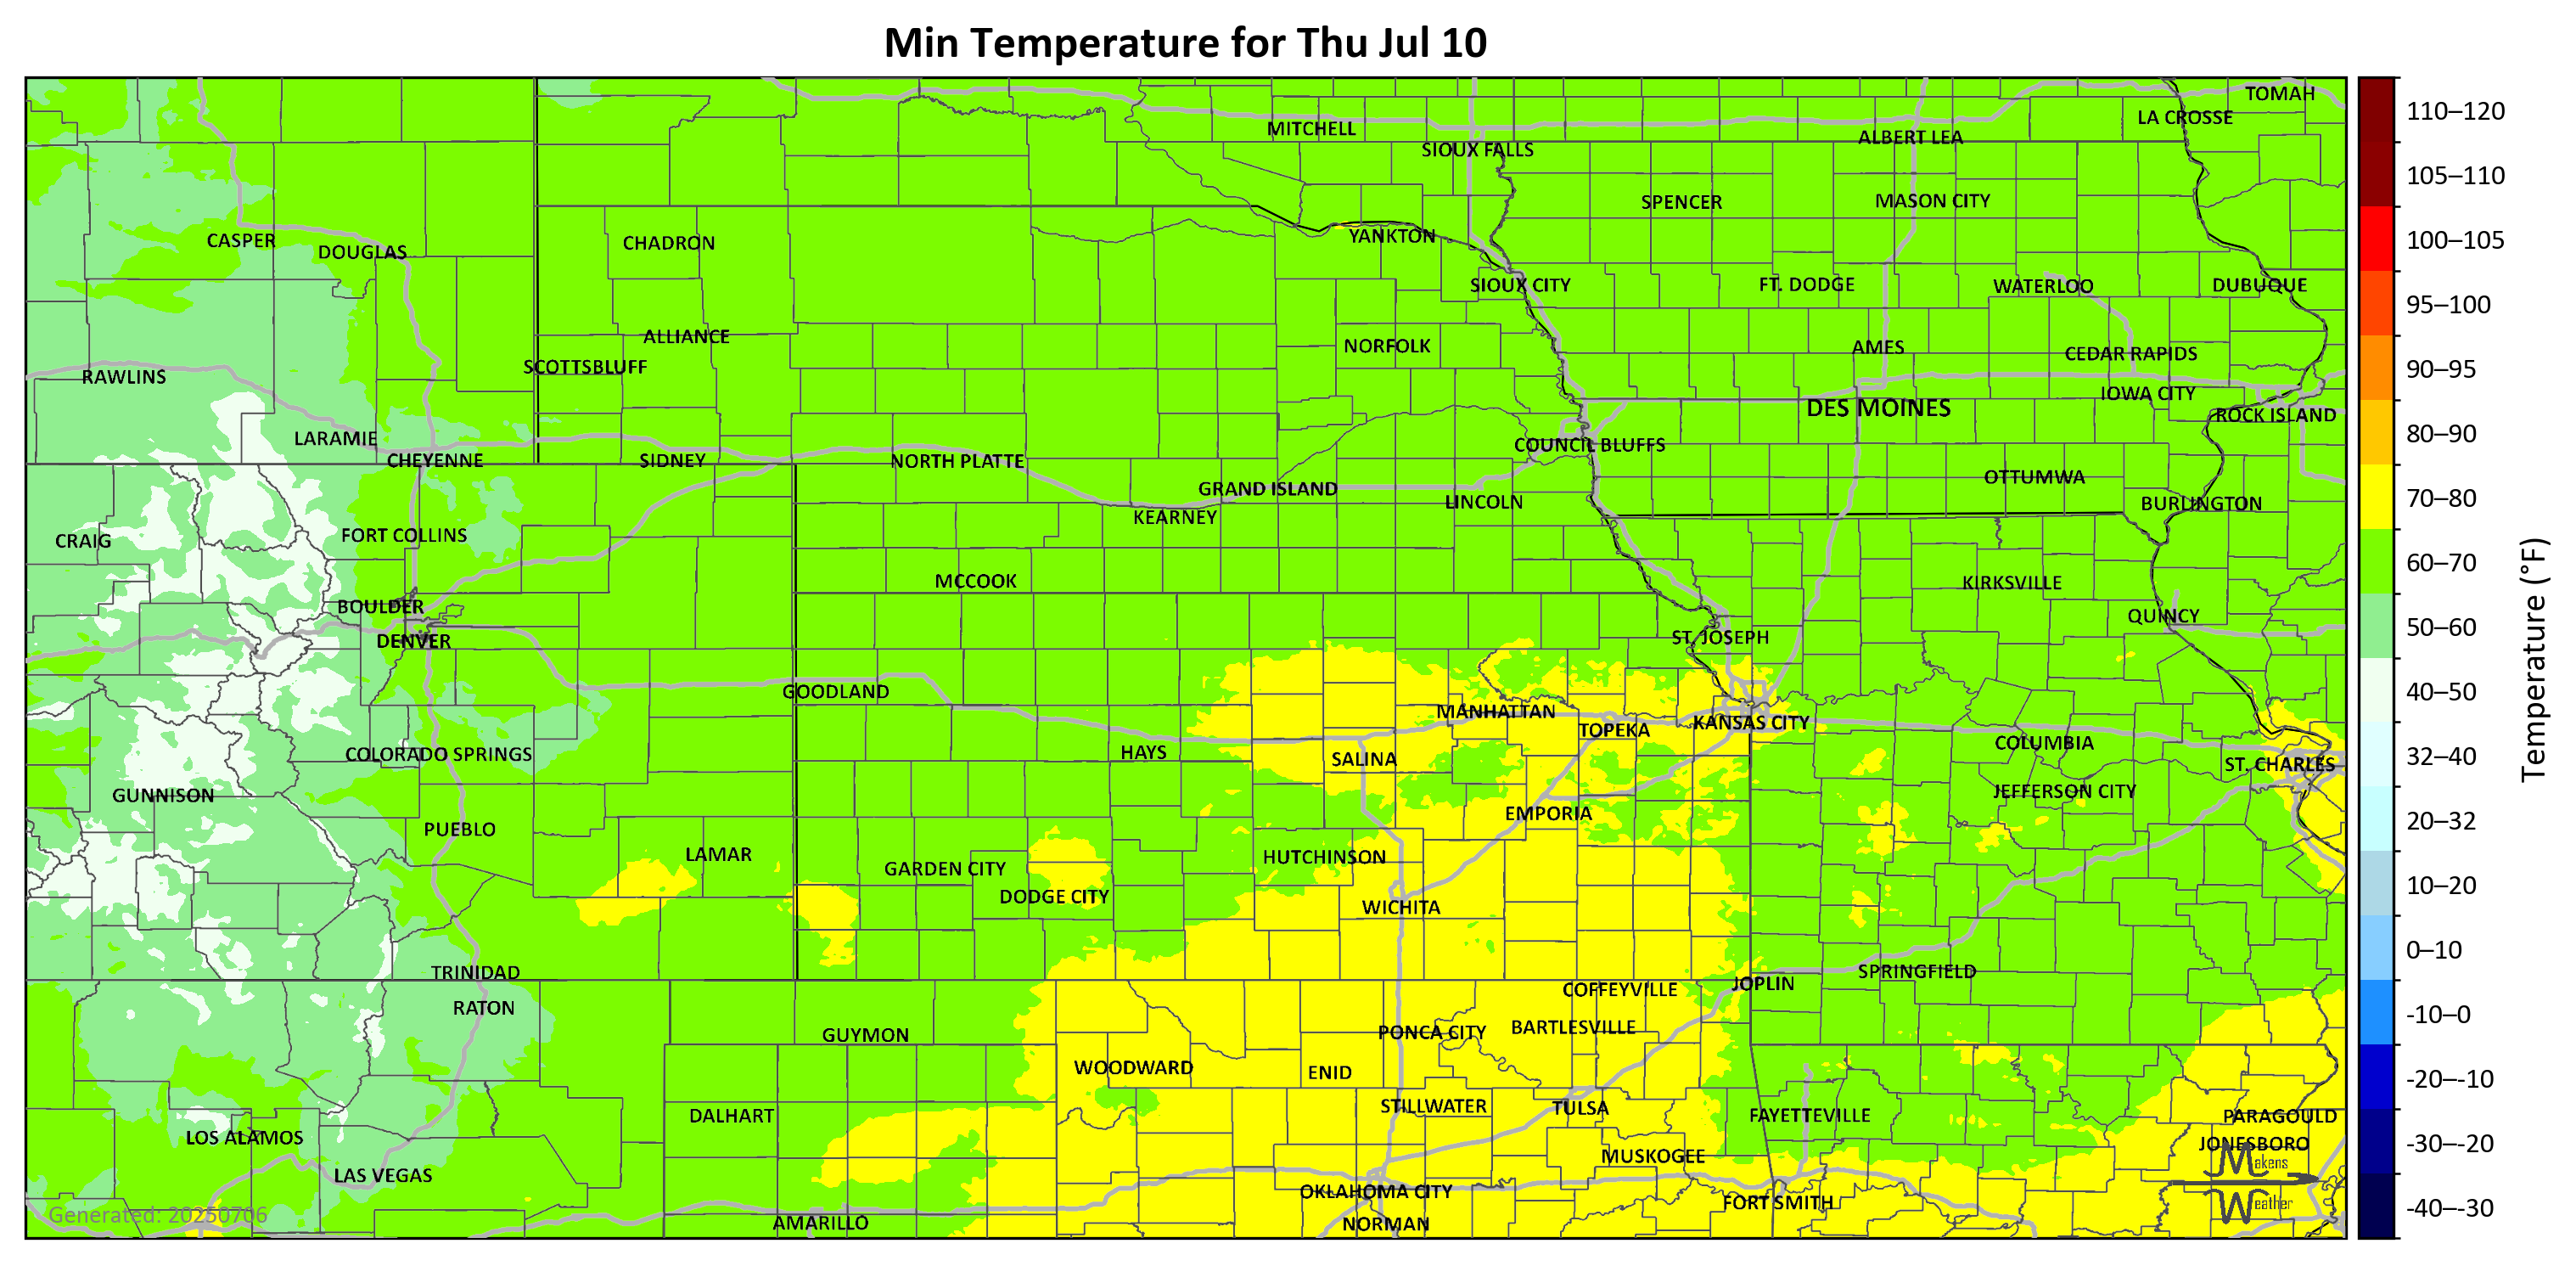 Min Temperature for Thu Jul 10
TOMAH
LA CROSSE
MITCHELL
ALBERT LEA
SIOUX FALLS
SPENCER
MASON CITY
CASPER
DOUGLAS
CHADRON
YANKTON
SIOUX CITY
FT. DODGE
WATERLOO
DUBUQUE
ALLIANCE
NORFOLK
AMES
CEDAR RAPIDS
SCOTTSBLUFF
RAWLINS
IOWA CITY
DES MOINES
ROCK ISLAND
LARAMIE
COUNCIL BLUFFS
CHEYENNE
SIDNEY
NORTH PLATTE
OTTUMWA
GRAND ISLAND
LINCOLN
BURLINGTON
KEARNEY
FORT COLLINS
CRAIG
MCCOOK
KIRKSVILLE
BOULDER
QUINCY
DENVER
ST. JOSEPH
GOODLAND
MANHATTAN
TOPEKA
KANSAS CITY
COLUMBIA
COLORADO SPRINGS
HAYS
SALINA
ST. CHARLES
GUNNISON
JEFFERSON CITY
EMPORIA
PUEBLO
LAMAR
HUTCHINSON
GARDEN CITY
DODGE CITY
WICHITA
TRINIDAD
SPRINGFIELD
JOPLIN
COFFEYVILLE
RATON
GUYMON
PONCA CITY
BARTLESVILLE
WOODWARD
ENID
STILLWATER
TULSA
DALHART
FAYETTEVILLE
PARAGOULD
LOS ALAMOS
JONESBORO
MUSKOGEE
LAS VEGAS
OKLAHOMA CITY
FORT SMITH
AMARILLO
NORMAN
Generated: 20250706
Makens
Weather
110–120
105–110
100–105
95–100
90–95
80–90
70–80
60–70
50–60
40–50
32–40
20–32
10–20
0–10
-10–0
-20–-10
-30–-20
-40–-30
Temperature (°F)